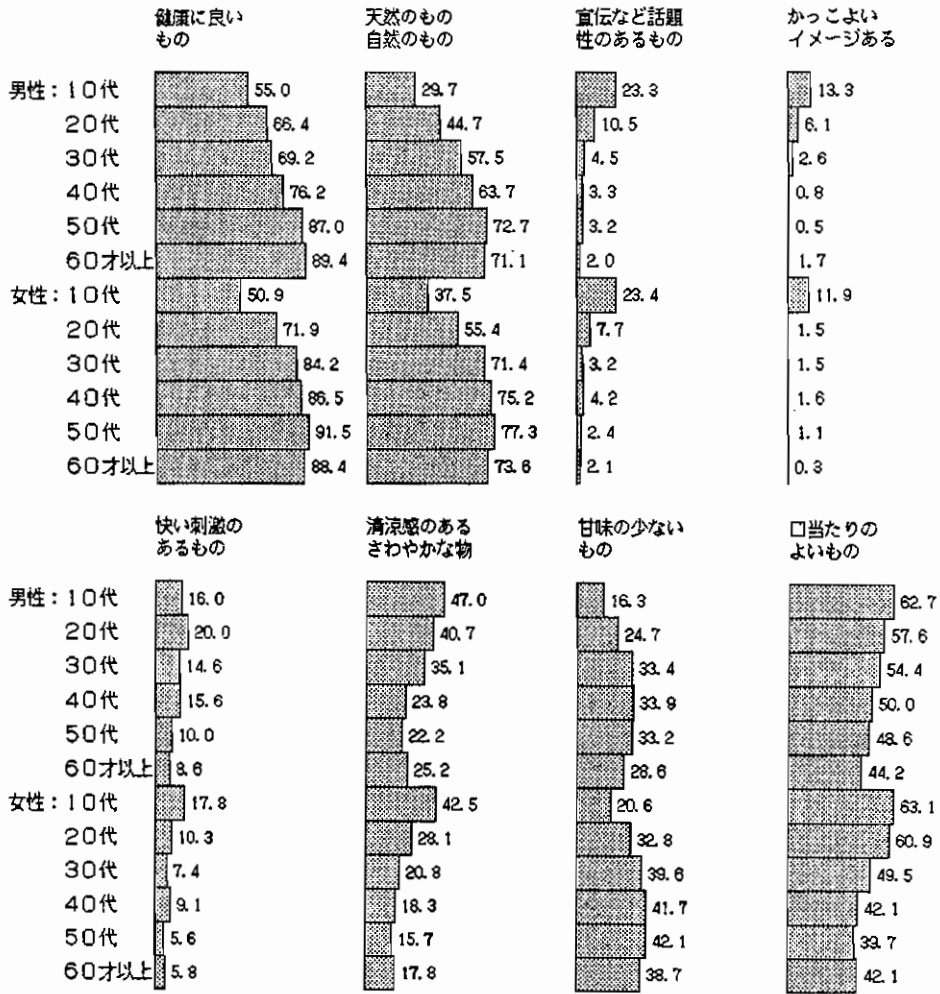 健康に良い 天然のもの 宣伝など話題 かっこよい
もの 自然のもの 性のあるもの イメージある
男性：10代 55.0 29.7 23.3 13.3
20代 66.4 44.7 10.5 6.1
30代 69.2 57.5 4.5 2.6
40代 76.2 63.7 3.3 0.8
50代 87.0 72.7 3.2 0.5
60才以上 89.4 71.1 2.0 1.7
女性：10代 50.9 37.5 23.4 11.9
20代 71.9 55.4 7.7 1.5
30代 84.2 71.4 3.2 1.5
40代 86.5 75.2 4.2 1.6
50代 91.5 77.3 2.4 1.1
60才以上 88.4 73.6 2.1 0.3
快い刺激の 清涼感のある 甘味の少ない 口当たりの
あるもの さわやかな物 もの よいもの
男性：10代 16.0 47.0 16.3 62.7
20代 20.0 40.7 24.7 57.6
30代 14.6 35.1 33.4 54.4
40代 15.6 23.8 33.9 50.0
50代 10.0 22.2 33.2 48.6
60才以上 8.6 25.2 28.6 44.2
女性：10代 17.8 42.5 20.6 63.1
20代 10.3 28.1 32.8 60.9
30代 7.4 20.8 39.6 49.5
40代 9.1 18.3 41.7 42.1
50代 5.6 15.7 42.1 39.7
60才以上 5.8 17.8 38.7 42.1